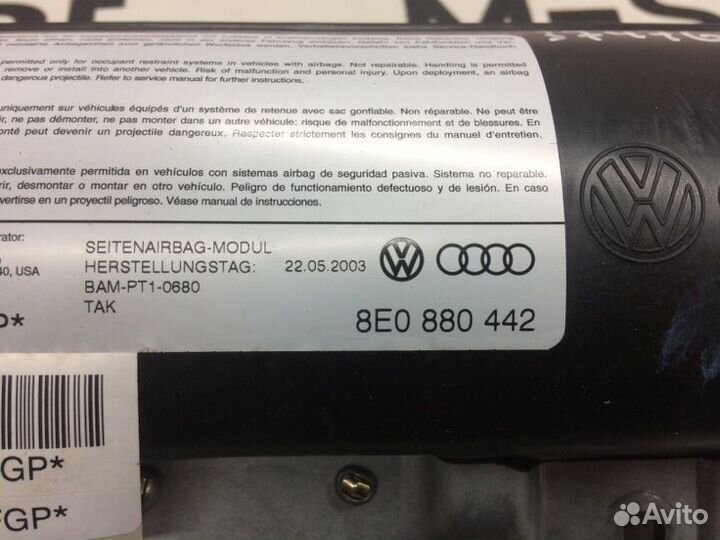 permitted only for occupant restraint systems in vehicles with airbags. Not repairable. Handling is permitted
remove or install into another vehicle. Risk of malfunction and personal injury. Upon deployment, an airbag
dangerous projectile. Refer to service manual for further instructions.
uniquement sur véhicules équipés d'un système de retenue avec sac gonflable. Non réparable. Ne peut être
ir, ne pas démonter, ne pas monter dans un autre véhicule: risque de malfonctionnement et de blessures. En
onté peut devenir un projectile dangereux. Respecter strictement les consignes du manuel d'entretien.
exclusivamente permitida en vehículos con sistemas airbag de seguridad pasiva. Sistema no reparable.
rir, desmontar o montar en otro vehículo. Peligro de funcionamiento defectuoso y de lesión. En caso
vertirse en un proyectil peligroso. Véase manual de instrucciones.
rator:
40, USA
SEITENAIRBAG-MODUL
HERSTELLUNGSTAG: 22.05.2003
BAM-PT1-0680
TAK
8E0 880 442
P*
GP*
FGP*
Avito